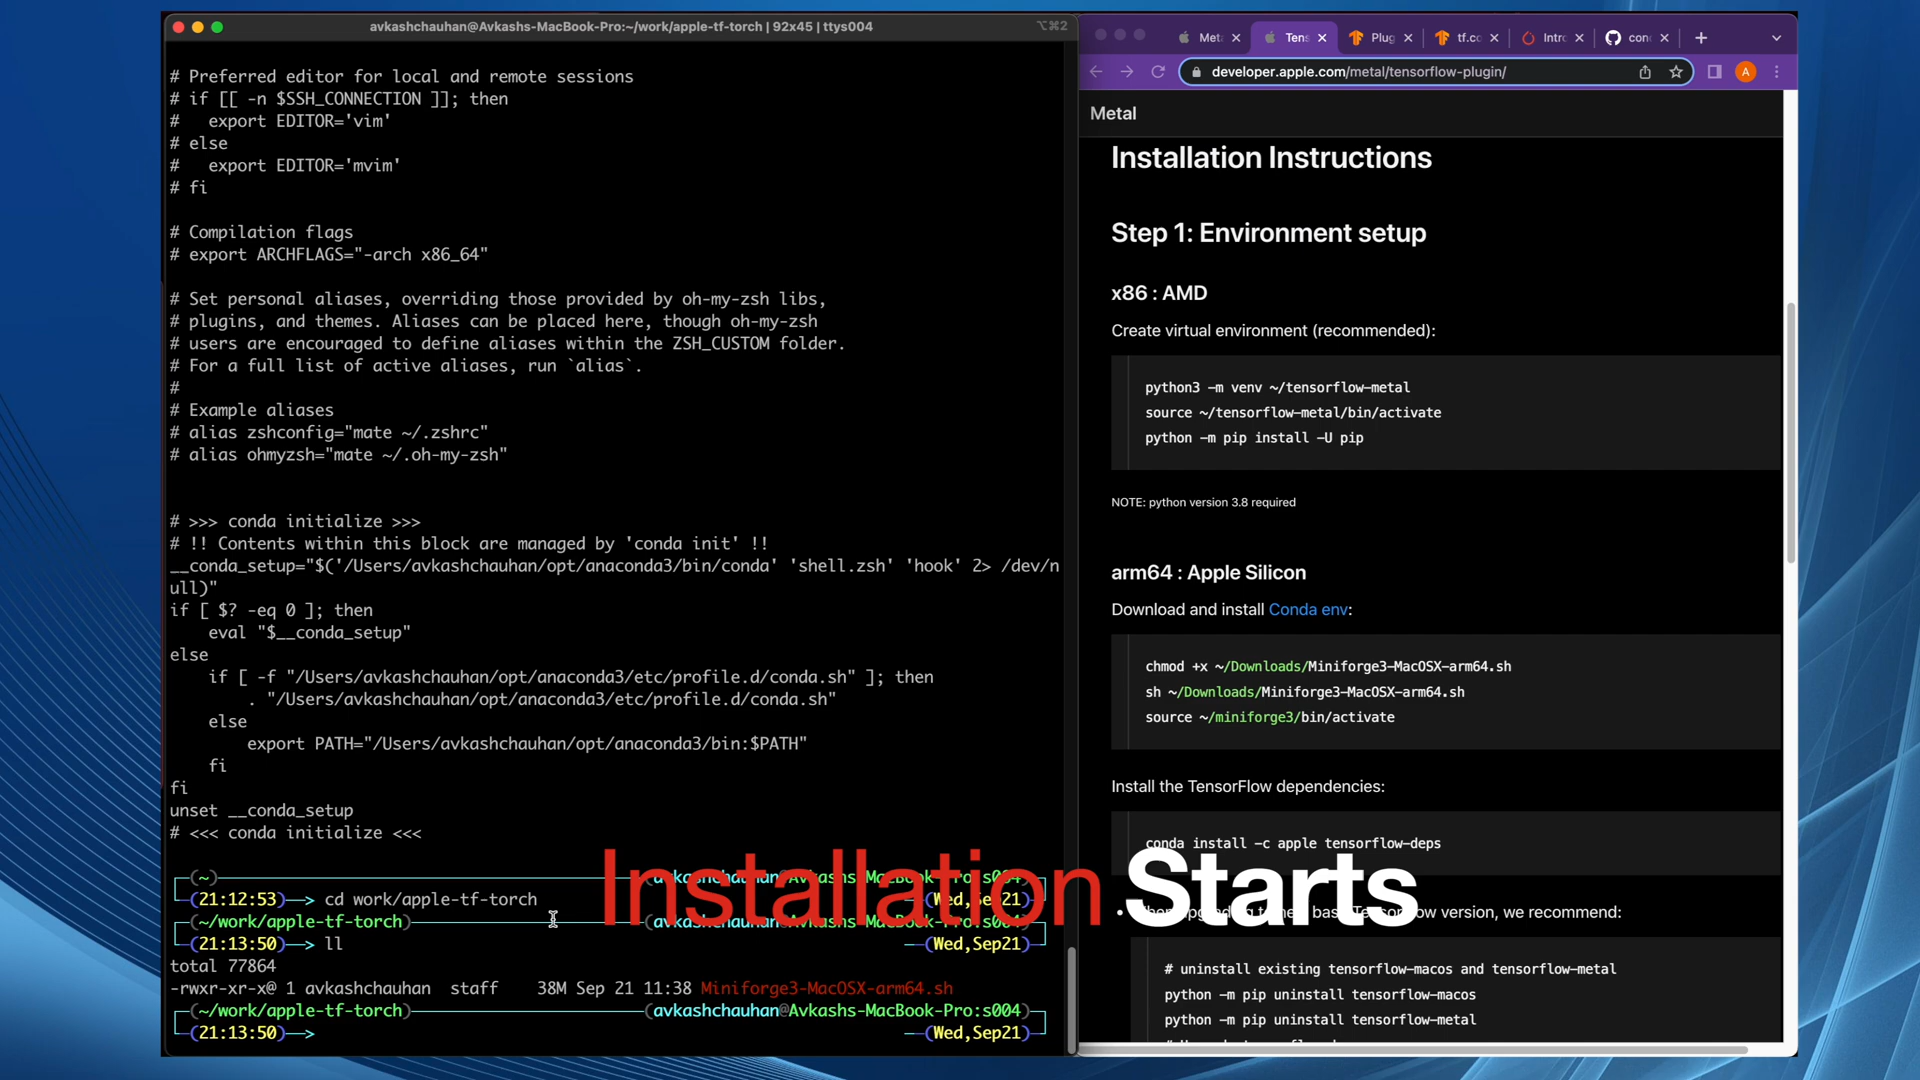 avkashchauhan@Avkashs-MacBook-Pro:~/work/apple-tf-torch | 92x45 | ttys004
⌥⌘2
# Preferred editor for local and remote sessions
# if [[ -n $SSH_CONNECTION ]]; then
#   export EDITOR='vim'
# else
#   export EDITOR='mvim'
# fi
# Compilation flags
# export ARCHFLAGS="-arch x86_64"
# Set personal aliases, overriding those provided by oh-my-zsh libs,
# plugins, and themes. Aliases can be placed here, though oh-my-zsh
# users are encouraged to define aliases within the ZSH_CUSTOM folder.
# For a full list of active aliases, run `alias`.
#
# Example aliases
# alias zshconfig="mate ~/.zshrc"
# alias ohmyzsh="mate ~/.oh-my-zsh"
# >>> conda initialize >>>
# !! Contents within this block are managed by 'conda init' !!
__conda_setup="$('/Users/avkashchauhan/opt/anaconda3/bin/conda' 'shell.zsh' 'hook' 2> /dev/n
ull)"
if [ $? -eq 0 ]; then
    eval "$__conda_setup"
else
    if [ -f "/Users/avkashchauhan/opt/anaconda3/etc/profile.d/conda.sh" ]; then
        . "/Users/avkashchauhan/opt/anaconda3/etc/profile.d/conda.sh"
    else
        export PATH="/Users/avkashchauhan/opt/anaconda3/bin:$PATH"
    fi
fi
unset __conda_setup
# <<< conda initialize <<<
(~) (avkashchauhan@Avkashs-MacBook-Pro:s004)
(21:12:53)—> cd work/apple-tf-torch (Wed,Sep21)
(~/work/apple-tf-torch) (avkashchauhan@Avkashs-MacBook-Pro:s004)
(21:13:50)—> ll (Wed,Sep21)
total 77864
-rwxr-xr-x@ 1 avkashchauhan  staff    38M Sep 21 11:38 Miniforge3-MacOSX-arm64.sh
(~/work/apple-tf-torch) (avkashchauhan@Avkashs-MacBook-Pro:s004)
(21:13:50)—> (Wed,Sep21)
Installation Starts
Met Tens Plug tf.co Intro con
developer.apple.com/metal/tensorflow-plugin/
A
Metal
Installation Instructions
Step 1: Environment setup
x86 : AMD
Create virtual environment (recommended):
python3 -m venv ~/tensorflow-metal
source ~/tensorflow-metal/bin/activate
python -m pip install -U pip
NOTE: python version 3.8 required
arm64 : Apple Silicon
Download and install Conda env:
chmod +x ~/Downloads/Miniforge3-MacOSX-arm64.sh
sh ~/Downloads/Miniforge3-MacOSX-arm64.sh
source ~/miniforge3/bin/activate
Install the TensorFlow dependencies:
conda install -c apple tensorflow-deps
version, we recommend:
# uninstall existing tensorflow-macos and tensorflow-metal
python -m pip uninstall tensorflow-macos
python -m pip uninstall tensorflow-metal